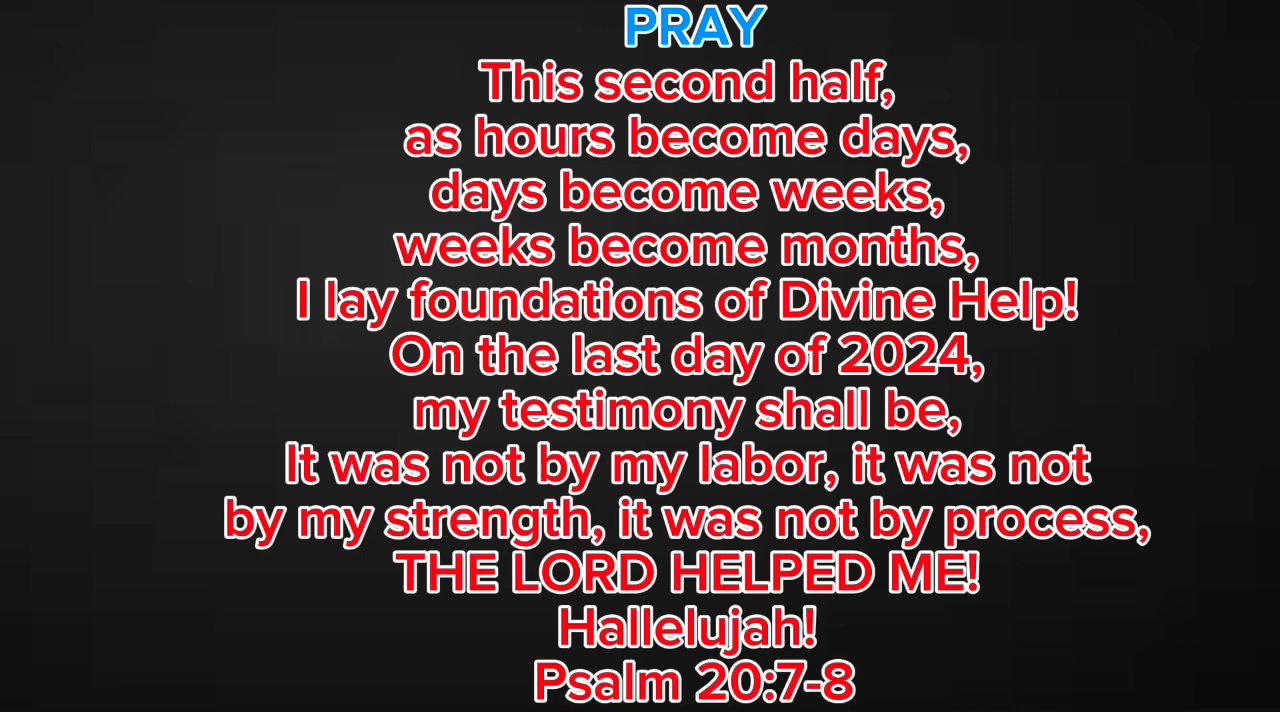 PRAY
This second half,
as hours become days,
days become weeks,
weeks become months,
I lay foundations of Divine Help!
On the last day of 2024,
my testimony shall be,
It was not by my labor, it was not
by my strength, it was not by process,
THE LORD HELPED ME!
Hallelujah!
Psalm 20:7-8